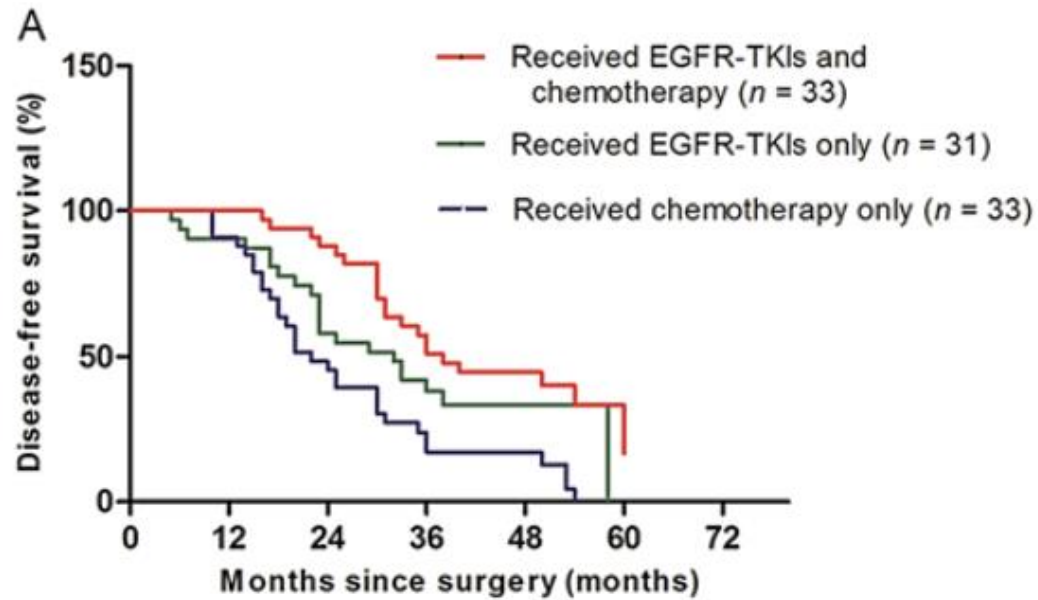 A
Received EGFR-TKIs and
chemotherapy (n = 33)
Received EGFR-TKIs only (n = 31)
Received chemotherapy only (n = 33)
Disease-free survival (%)
150
100
50
0
0 12 24 36 48 60 72
Months since surgery (months)